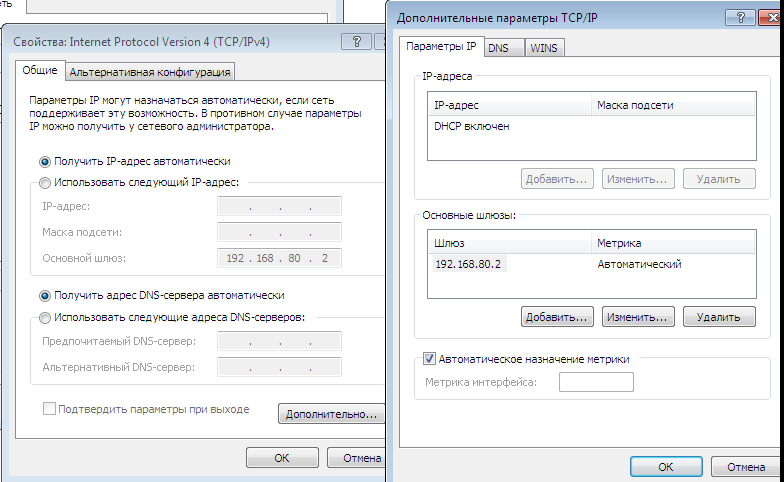 еть
Свойства: Internet Protocol Version 4 (TCP/IPv4)
Общие
Альтернативная конфигурация
Параметры IP могут назначаться автоматически, если сеть
поддерживает эту возможность. В противном случае параметры
IP можно получить у сетевого администратора.
Получить IP-адрес автоматически
Использовать следующий IP-адрес:
IP-адрес: . . .
Маска подсети: . . .
Основной шлюз: 192 . 168 . 80 . 2
Получить адрес DNS-сервера автоматически
Использовать следующие адреса DNS-серверов:
Предпочитаемый DNS-сервер: . . .
Альтернативный DNS-сервер: . . .
Подтвердить параметры при выходе
Дополнительно...
ОК Отмена
Дополнительные параметры TCP/IP
Параметры IP DNS WINS
IP-адреса
IP-адрес Маска подсети
DHCP включен
Добавить... Изменить... Удалить
Основные шлюзы:
Шлюз Метрика
192.168.80.2 Автоматический
Добавить... Изменить... Удалить
Автоматическое назначение метрики
Метрика интерфейса:
ОК Отмена